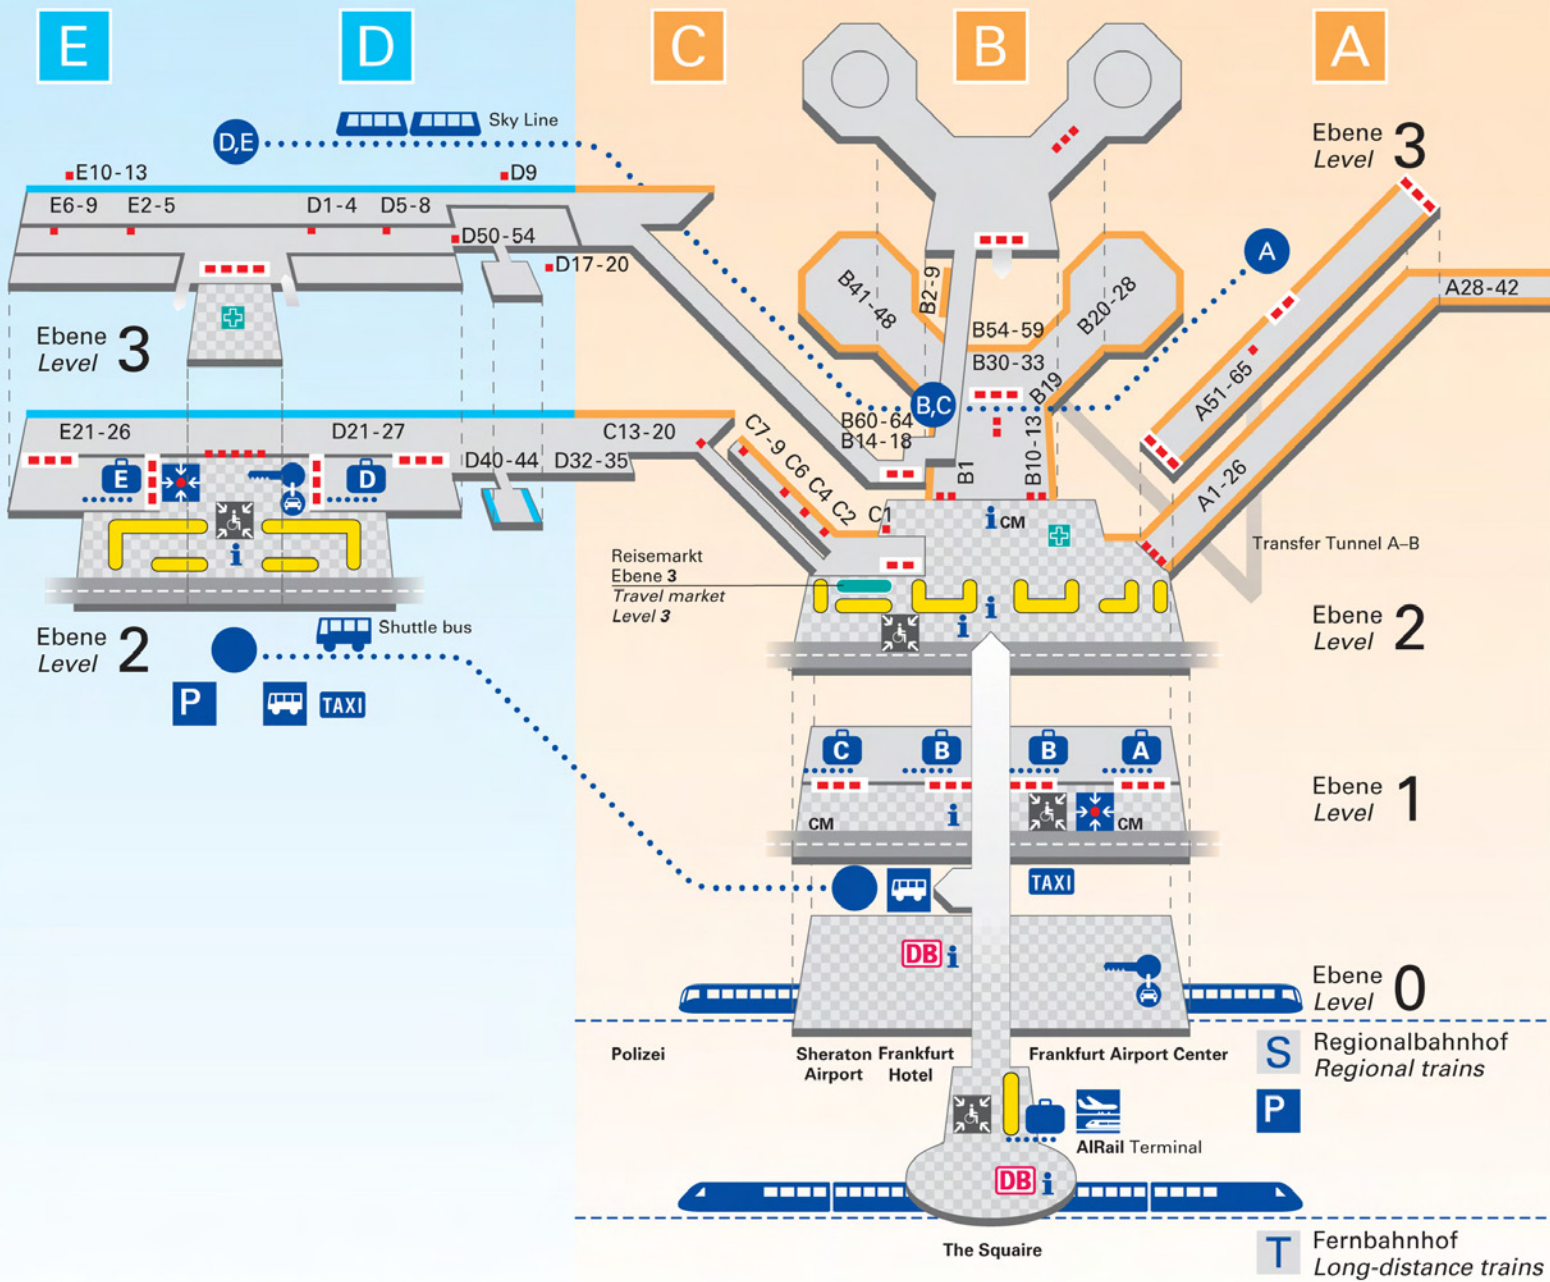 E
D
C
B
A
Sky Line
D,E
Ebene
Level 3
E10-13
D9
E6-9
E2-5
D1-4
D5-8
D50-54
D17-20
A
B2-9
B41-48
B20-28
A28-42
B54-59
B30-33
B19
Ebene
Level 3
A51-65
B,C
B60-64
B14-18
E21-26
D21-27
C13-20
C7-9 C6 C4 C2
D40-44
D32-35
B1
B10-13
A1-26
E
D
C1
i CM
Transfer Tunnel A–B
Reisemarkt
Ebene 3
Travel market
Level 3
i
i
i
Ebene
Level 2
Shuttle bus
Ebene
Level 2
P
TAXI
C
B
B
A
Ebene
Level 1
CM
i
CM
TAXI
DB i
Ebene
Level 0
Polizei
Sheraton
Airport
Frankfurt
Hotel
Frankfurt Airport Center
S
Regionalbahnhof
Regional trains
P
AIRail Terminal
DB i
The Squaire
T
Fernbahnhof
Long-distance trains